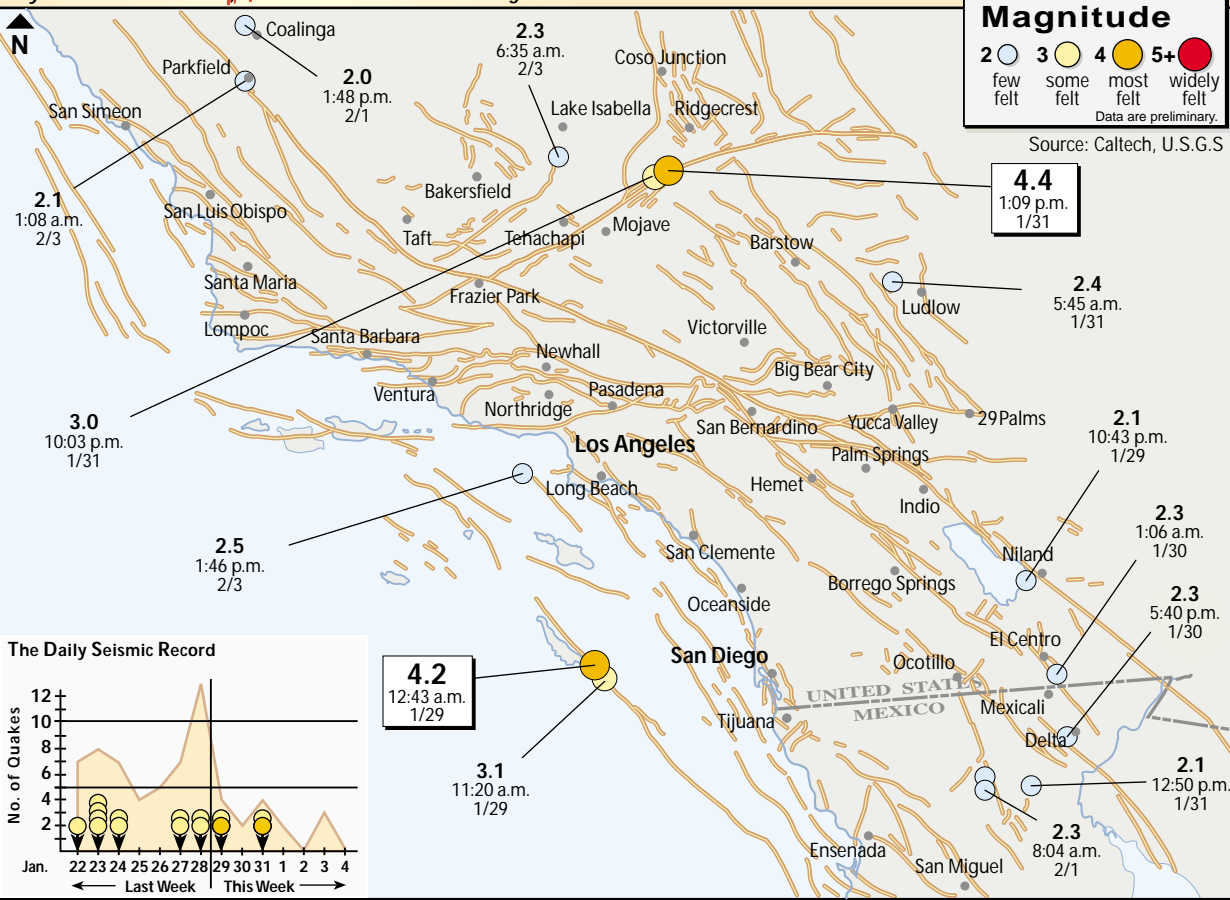 Magnitude
2 3 4 5+
few felt
some felt
most felt
widely felt
Data are preliminary.
Source: Caltech, U.S.G.S
N
Coalinga
2.0
1:48 p.m.
2/1
Parkfield
San Simeon
2.3
6:35 a.m.
2/3
Coso Junction
Lake Isabella
Ridgecrest
4.4
1:09 p.m.
1/31
2.1
1:08 a.m.
2/3
San Luis Obispo
Bakersfield
Taft
Tehachapi
Mojave
Barstow
Santa Maria
Frazier Park
2.4
5:45 a.m.
1/31
Ludlow
Lompoc
Santa Barbara
Victorville
Newhall
Big Bear City
Ventura
Northridge
Pasadena
San Bernardino
Yucca Valley
29 Palms
3.0
10:03 p.m.
1/31
Los Angeles
Palm Springs
2.1
10:43 p.m.
1/29
Long Beach
Hemet
Indio
2.5
1:46 p.m.
2/3
San Clemente
Niland
2.3
1:06 a.m.
1/30
Borrego Springs
Oceanside
2.3
5:40 p.m.
1/30
El Centro
San Diego
Ocotillo
4.2
12:43 a.m.
1/29
UNITED STATES
MEXICO
Mexicali
Tijuana
Delta
3.1
11:20 a.m.
1/29
2.1
12:50 p.m.
1/31
2.3
8:04 a.m.
2/1
Ensenada
San Miguel
The Daily Seismic Record
No. of Quakes
12
10
8
6
4
2
Jan. 22 23 24 25 26 27 28 29 30 31 1 2 3 4
Last Week This Week